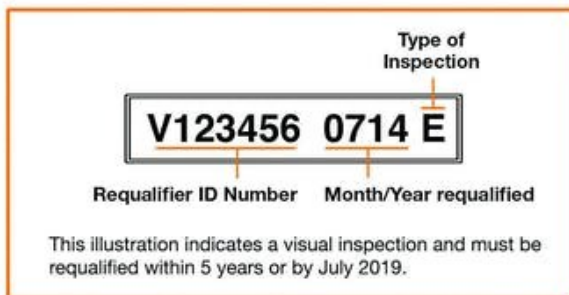 Type of
Inspection
V123456 0714 E
Requalifier ID Number Month/Year requalified
This illustration indicates a visual inspection and must be
requalified within 5 years or by July 2019.